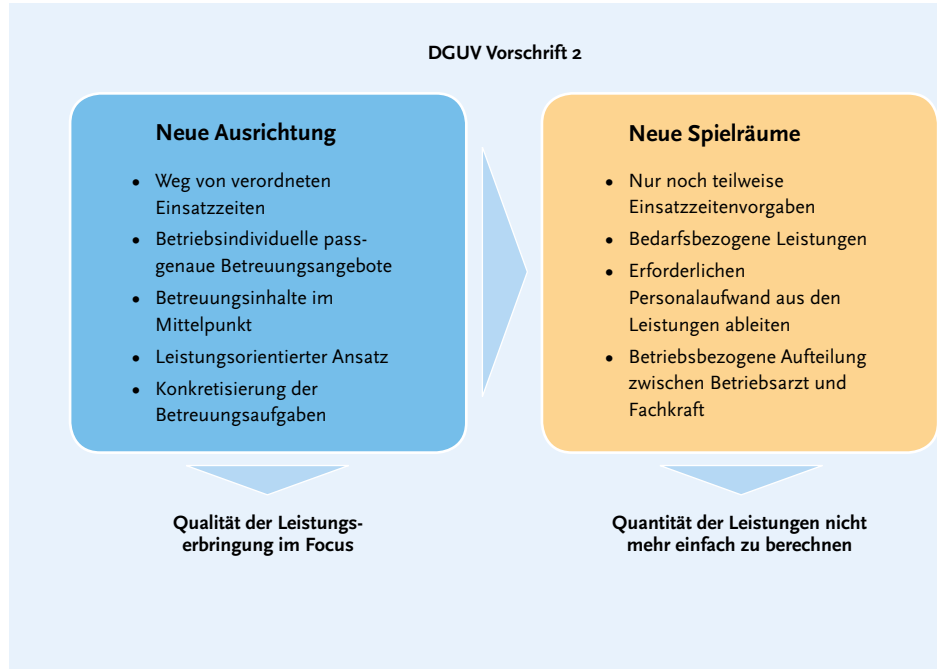 DGUV Vorschrift 2
Neue Ausrichtung
• Weg von verordneten
Einsatzzeiten
• Betriebsindividuelle pass-
genaue Betreuungsangebote
• Betreuungsinhalte im
Mittelpunkt
• Leistungsorientierter Ansatz
• Konkretisierung der
Betreuungsaufgaben
Qualität der Leistungs-
erbringung im Focus
Neue Spielräume
• Nur noch teilweise
Einsatzzeitenvorgaben
• Bedarfsbezogene Leistungen
• Erforderlichen
Personalaufwand aus den
Leistungen ableiten
• Betriebsbezogene Aufteilung
zwischen Betriebsarzt und
Fachkraft
Quantität der Leistungen nicht
mehr einfach zu berechnen